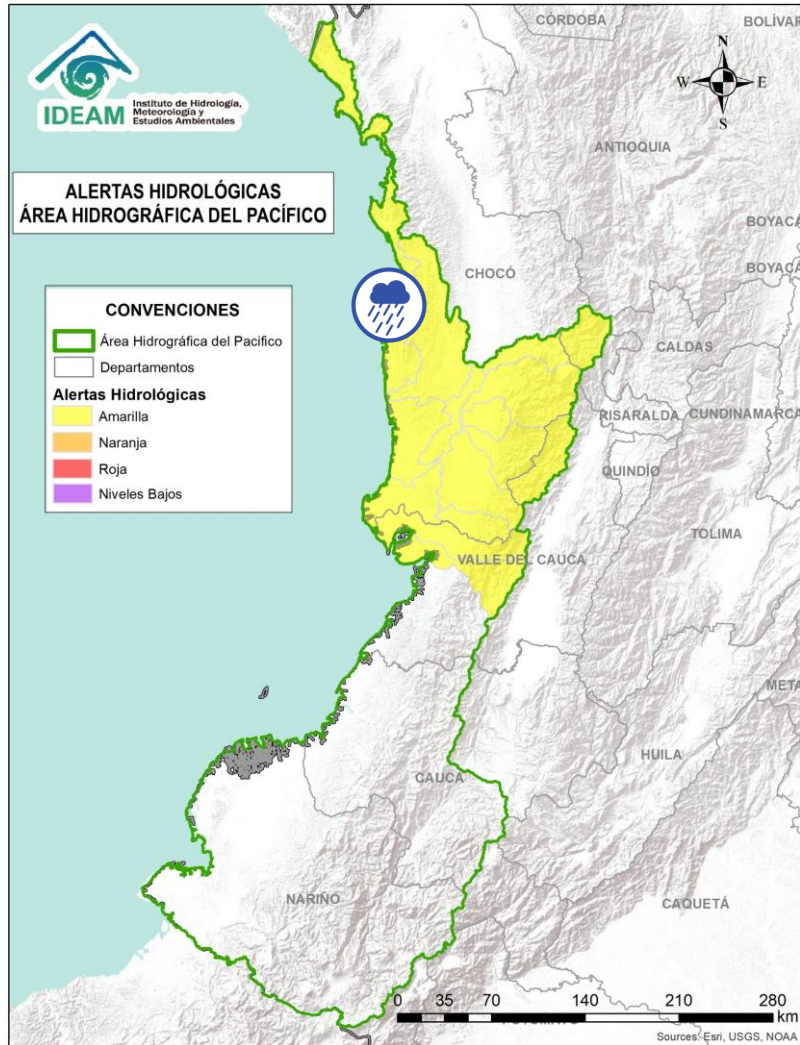 CÓRDOBA
BOLÍVAR
IDEAM
Instituto de Hidrología,
Meteorología y
Estudios Ambientales
N
W
E
S
ANTIOQUIA
ALERTAS HIDROLÓGICAS
ÁREA HIDROGRÁFICA DEL PACÍFICO
BOYACÁ
BOYACÁ
CHOCÓ
CONVENCIONES
Área Hidrográfica del Pacifico
Departamentos
Alertas Hidrológicas
Amarilla
Naranja
Roja
Niveles Bajos
CALDAS
RISARALDA
CUNDINAMARCA
QUINDÍO
TOLIMA
VALLE DEL CAUCA
META
HUILA
CAUCA
NARIÑO
CAQUETÁ
0 35 70 140 210 280
km
Sources: Esri, USGS, NOAA